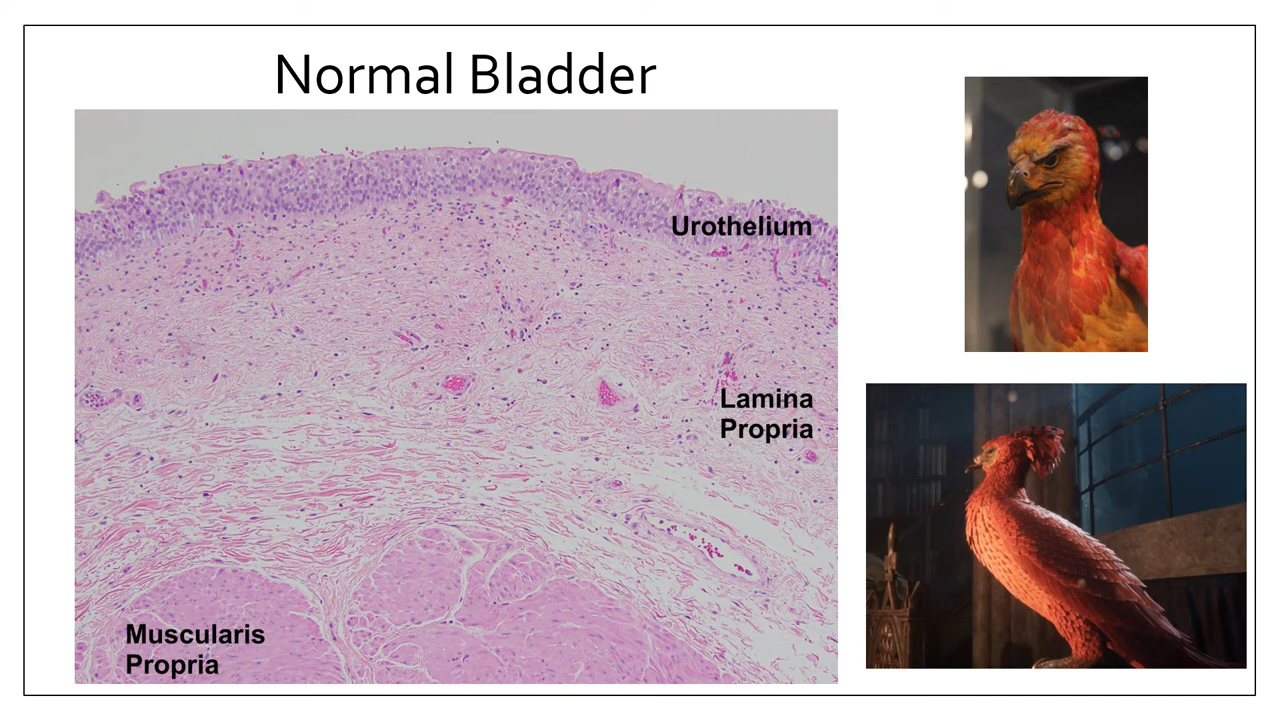 Normal Bladder
Urothelium
Lamina
Propria
Muscularis
Propria